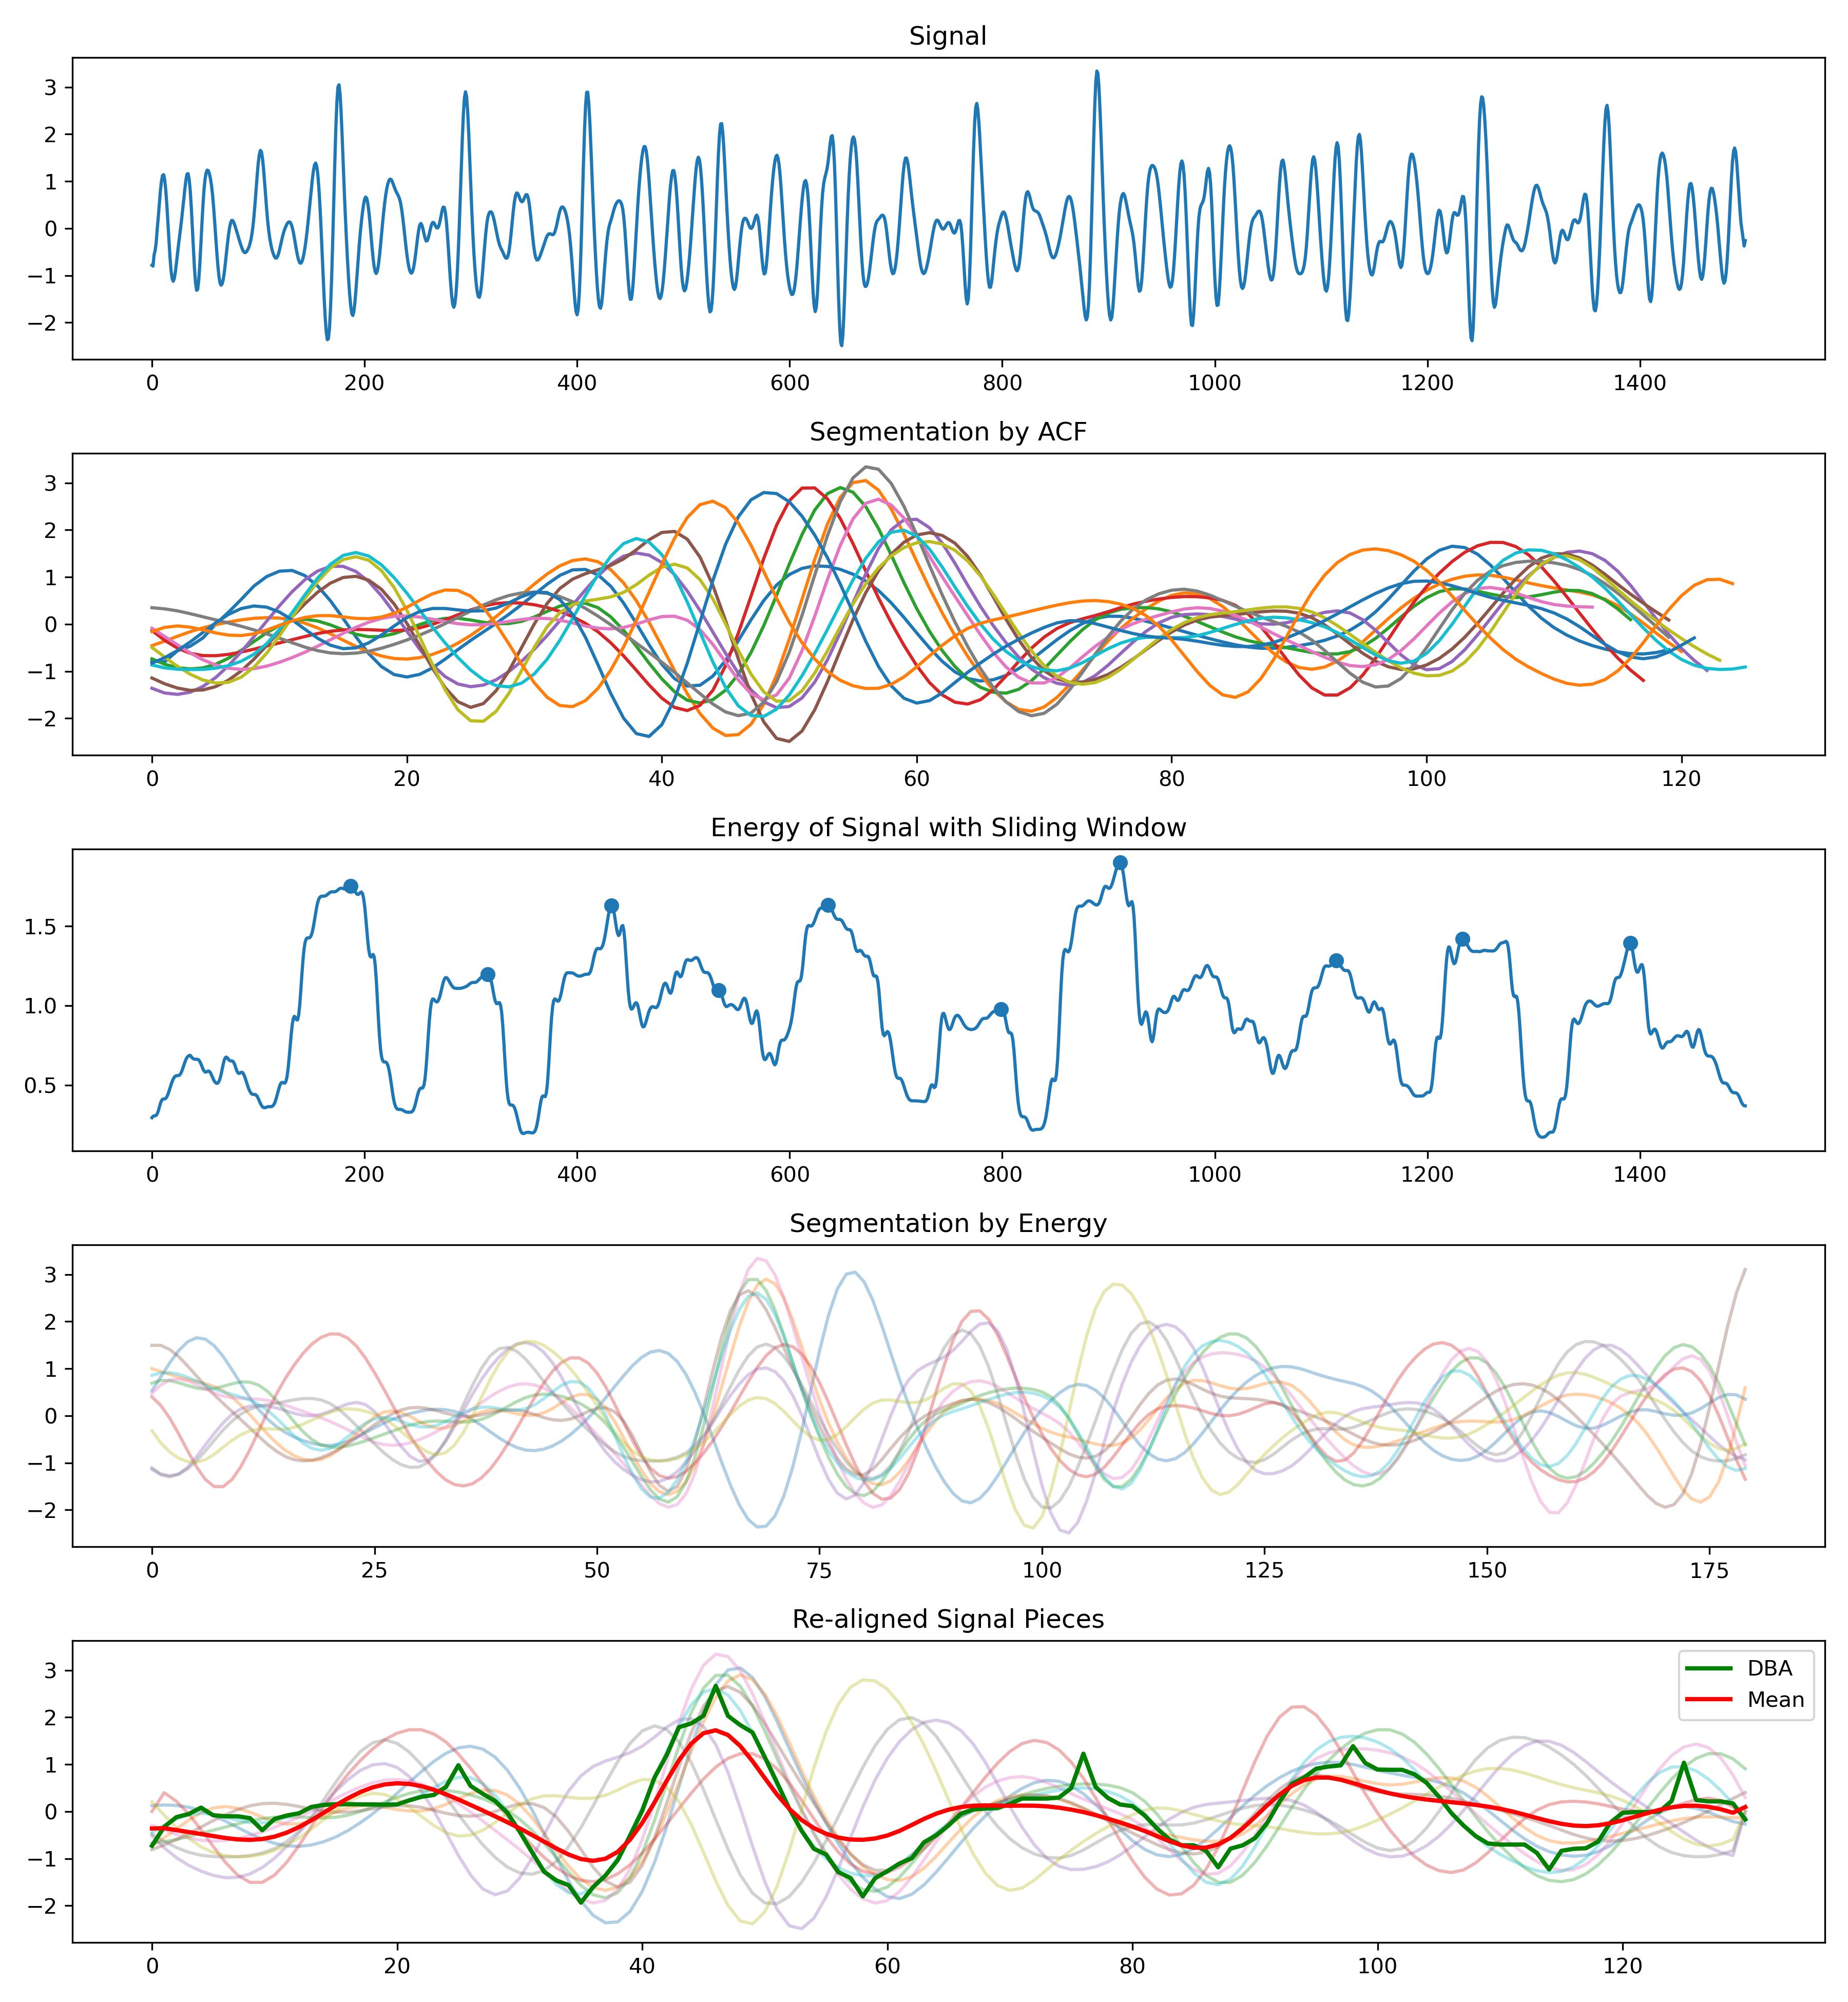 Signal
3
2
1
0
−1
−2
0 200 400 600 800 1000 1200 1400
Segmentation by ACF
3
2
1
0
−1
−2
0 20 40 60 80 100 120
Energy of Signal with Sliding Window
1.5
1.0
0.5
0 200 400 600 800 1000 1200 1400
Segmentation by Energy
3
2
1
0
−1
−2
0 25 50 75 100 125 150 175
Re-aligned Signal Pieces
DBA
Mean
3
2
1
0
−1
−2
0 20 40 60 80 100 120